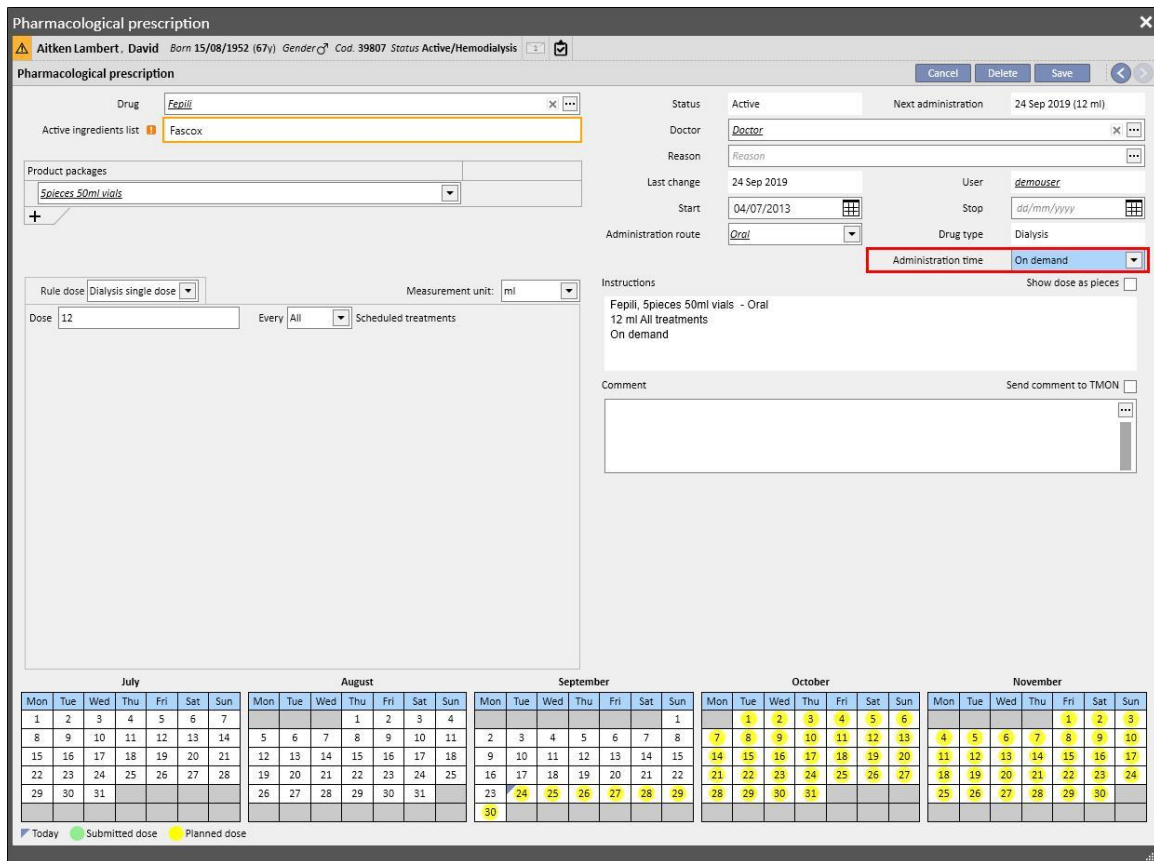 Pharmacological prescription
Aitken Lambert, David Born 15/08/1952 (67y) Gender♂ Cod. 39807 Status Active/Hemodialysis 1
Pharmacological prescription Cancel Delete Save
Drug Fepili
Active ingredients list Fascox
Product packages
5pieces 50ml vials
+
Status Active Next administration 24 Sep 2019 (12 ml)
Doctor Doctor
Reason Reason
Last change 24 Sep 2019 User demouser
Start 04/07/2013 Stop dd/mm/yyyy
Administration route Oral Drug type Dialysis
Administration time On demand
Rule dose Dialysis single dose Measurement unit: ml
Dose 12 Every All Scheduled treatments
Instructions Show dose as pieces
Fepili, 5pieces 50ml vials - Oral
12 ml All treatments
On demand
Comment Send comment to TMON
July
Mon Tue Wed Thu Fri Sat Sun
1 2 3 4 5 6 7
8 9 10 11 12 13 14
15 16 17 18 19 20 21
22 23 24 25 26 27 28
29 30 31
August
Mon Tue Wed Thu Fri Sat Sun
1 2 3 4
5 6 7 8 9 10 11
12 13 14 15 16 17 18
19 20 21 22 23 24 25
26 27 28 29 30 31
September
Mon Tue Wed Thu Fri Sat Sun
1
2 3 4 5 6 7 8
9 10 11 12 13 14 15
16 17 18 19 20 21 22
23 24 25 26 27 28 29
30
October
Mon Tue Wed Thu Fri Sat Sun
1 2 3 4 5 6
7 8 9 10 11 12 13
14 15 16 17 18 19 20
21 22 23 24 25 26 27
28 29 30 31
November
Mon Tue Wed Thu Fri Sat Sun
1 2 3
4 5 6 7 8 9 10
11 12 13 14 15 16 17
18 19 20 21 22 23 24
25 26 27 28 29 30
Today Submitted dose Planned dose